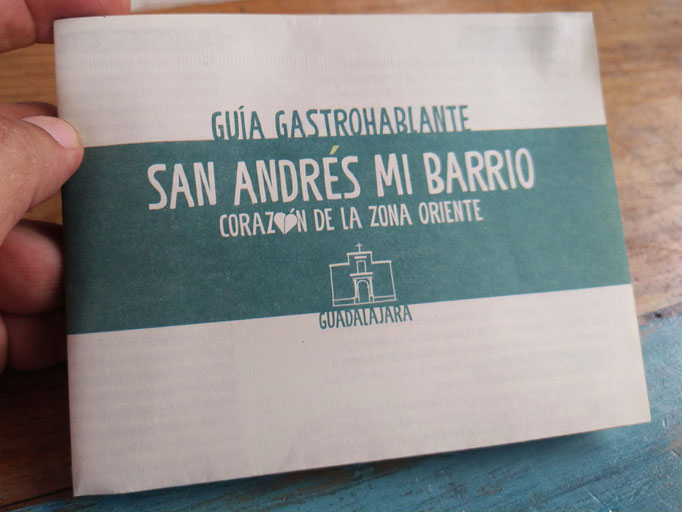 GUÍA GASTROHABLANTE
SAN ANDRÉS MI BARRIO
CORAZÓN DE LA ZONA ORIENTE
GUADALAJARA